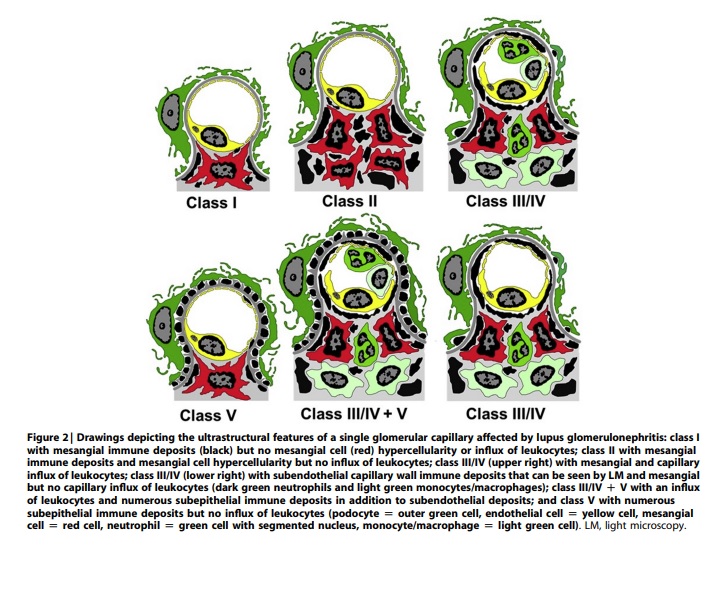 Class I
Class II
Class III/IV
Class V
Class III/IV + V
Class III/IV
Figure 2| Drawings depicting the ultrastructural features of a single glomerular capillary affected by lupus glomerulonephritis: class I
with mesangial immune deposits (black) but no mesangial cell (red) hypercellularity or influx of leukocytes; class II with mesangial
immune deposits and mesangial cell hypercellularity but no influx of leukocytes; class III/IV (upper right) with mesangial and capillary
influx of leukocytes; class III/IV (lower right) with subendothelial capillary wall immune deposits that can be seen by LM and mesangial
but no capillary influx of leukocytes (dark green neutrophils and light green monocytes/macrophages); class III/IV + V with an influx
of leukocytes and numerous subepithelial immune deposits in addition to subendothelial deposits; and class V with numerous
subepithelial immune deposits but no influx of leukocytes (podocyte = outer green cell, endothelial cell = yellow cell, mesangial
cell = red cell, neutrophil = green cell with segmented nucleus, monocyte/macrophage = light green cell). LM, light microscopy.